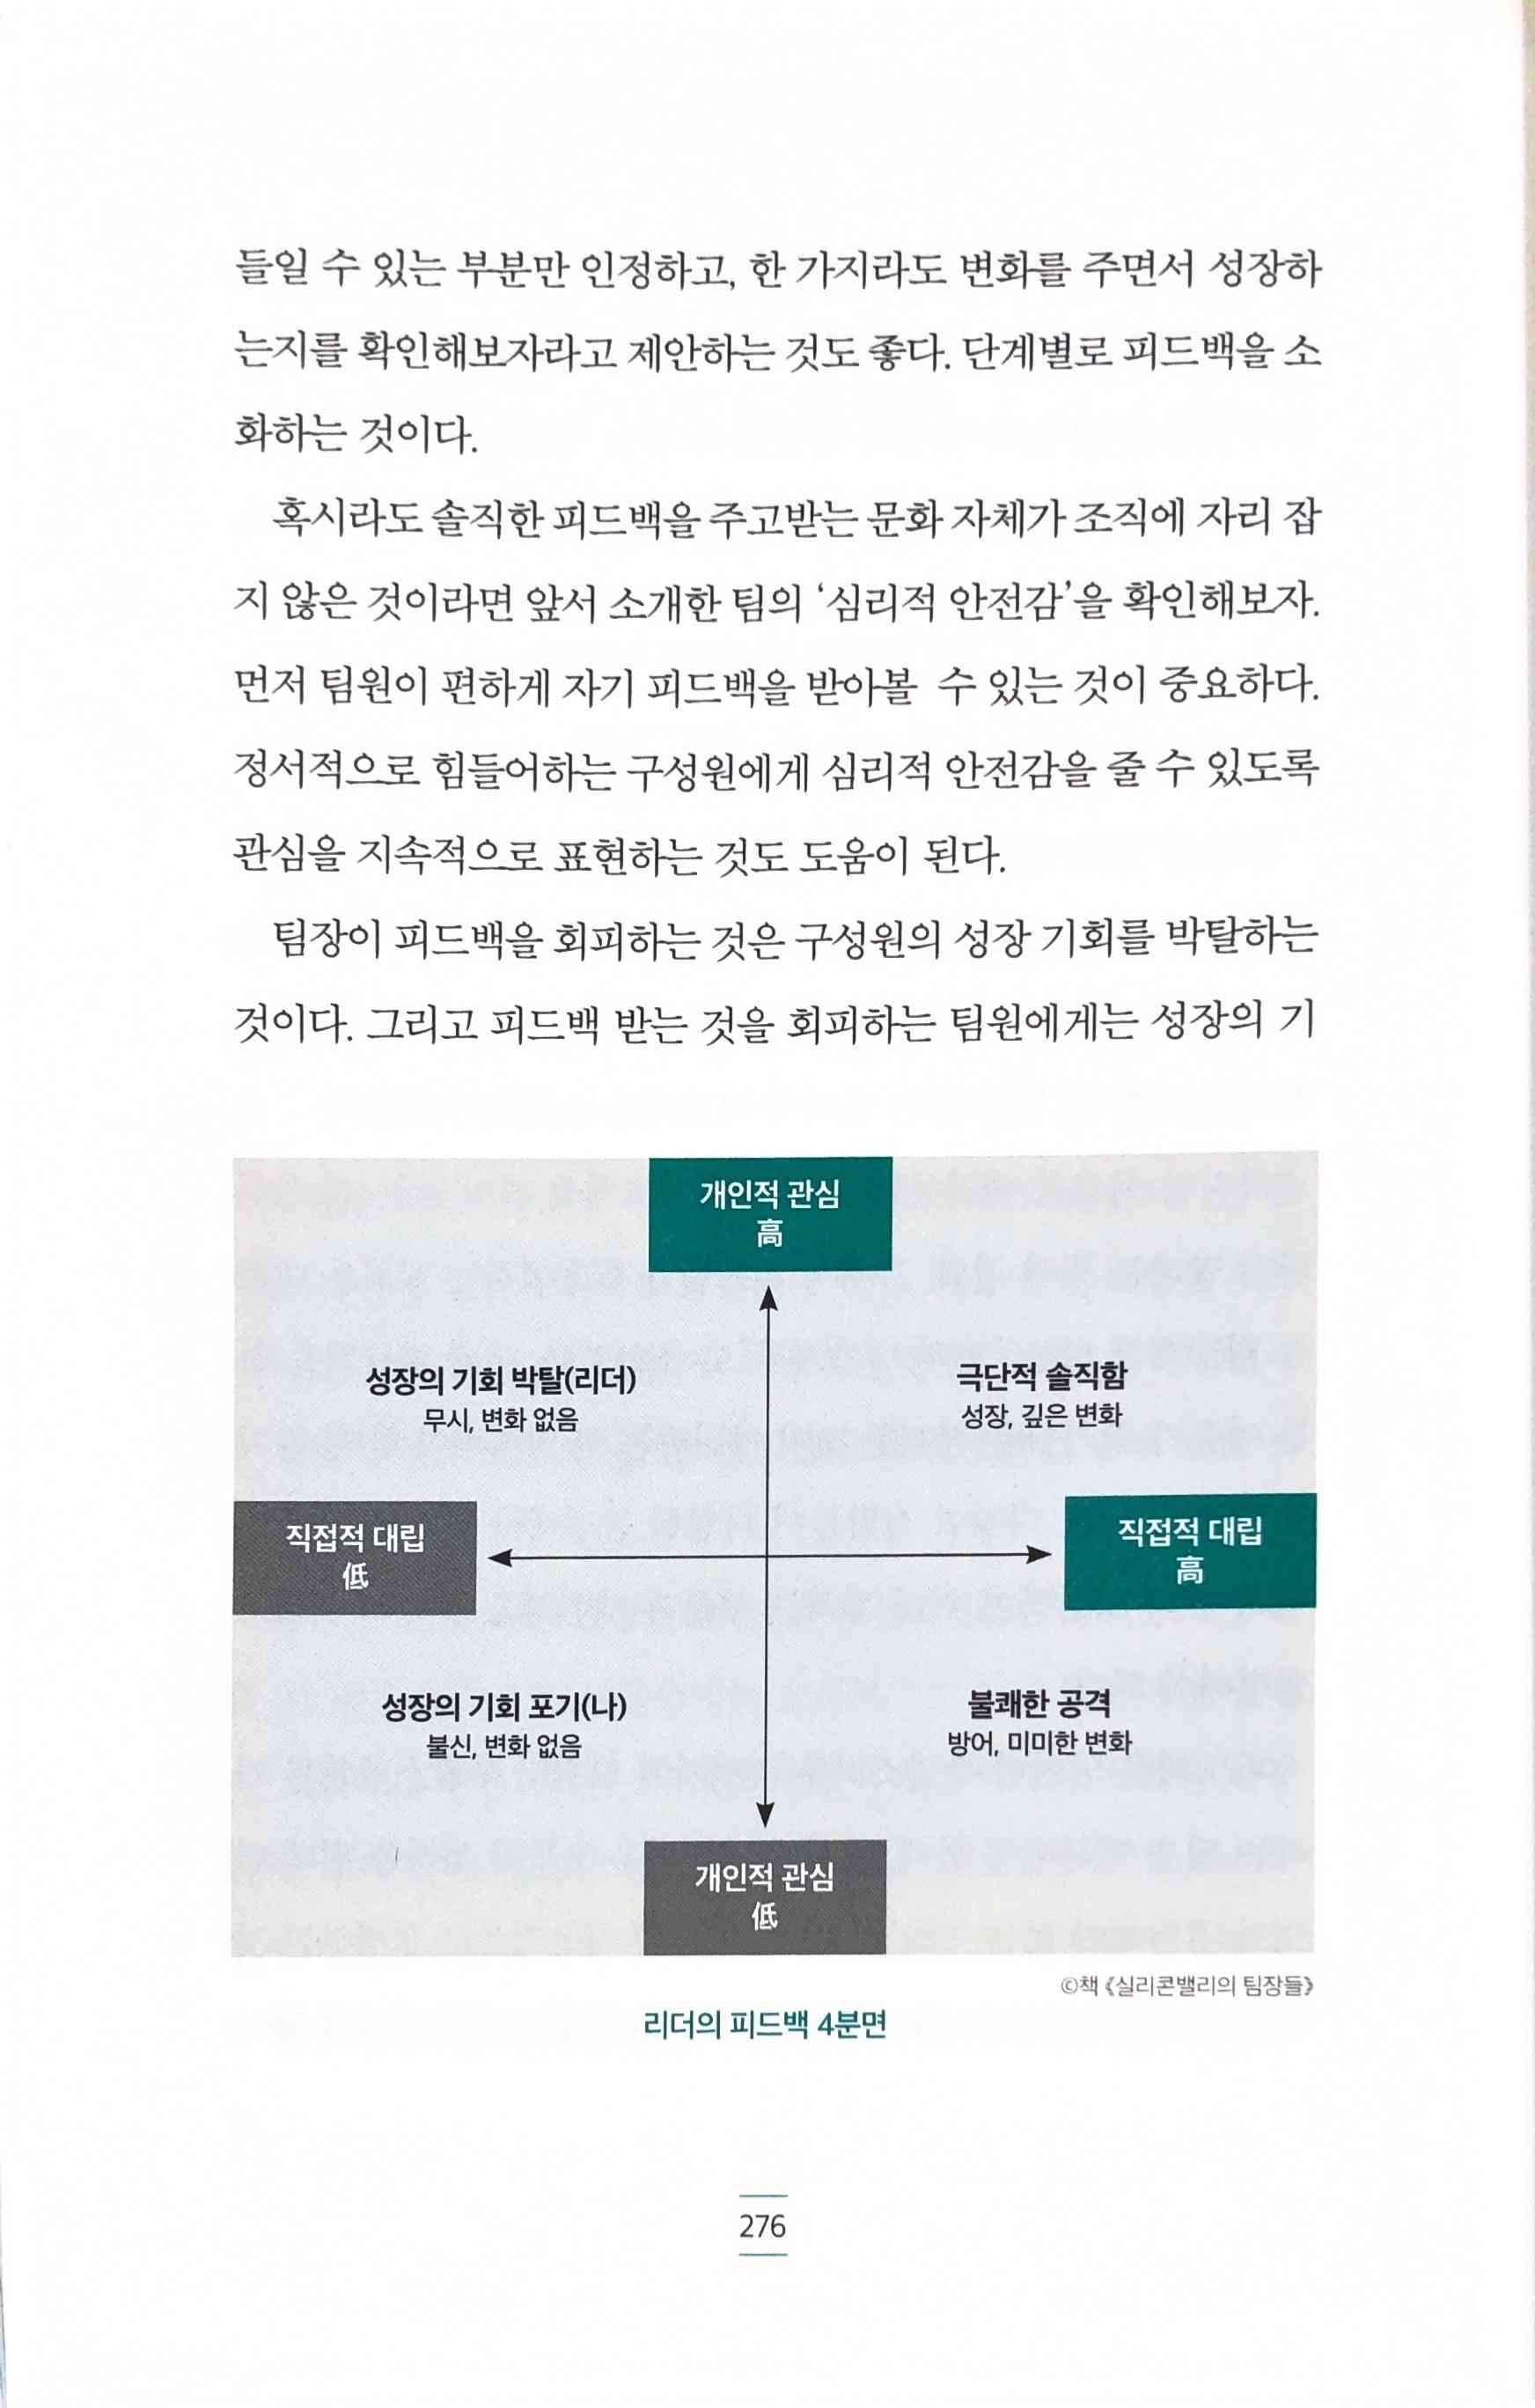 들일 수 있는 부분만 인정하고, 한 가지라도 변화를 주면서 성장하
는지를 확인해보자라고 제안하는 것도 좋다. 단계별로 피드백을 소
화하는 것이다.
혹시라도 솔직한 피드백을 주고받는 문화 자체가 조직에 자리 잡
지 않은 것이라면 앞서 소개한 팀의 ‘심리적 안전감’을 확인해보자.
먼저 팀원이 편하게 자기 피드백을 받아볼 수 있는 것이 중요하다.
정서적으로 힘들어하는 구성원에게 심리적 안전감을 줄 수 있도록
관심을 지속적으로 표현하는 것도 도움이 된다.
팀장이 피드백을 회피하는 것은 구성원의 성장 기회를 박탈하는
것이다. 그리고 피드백 받는 것을 회피하는 팀원에게는 성장의 기
개인적 관심
高
성장의 기회 박탈(리더)
무시, 변화 없음
극단적 솔직함
성장, 깊은 변화
직접적 대립
低
직접적 대립
高
성장의 기회 포기(나)
불신, 변화 없음
불쾌한 공격
방어, 미미한 변화
개인적 관심
低
©책 《실리콘밸리의 팀장들》
리더의 피드백 4분면
276